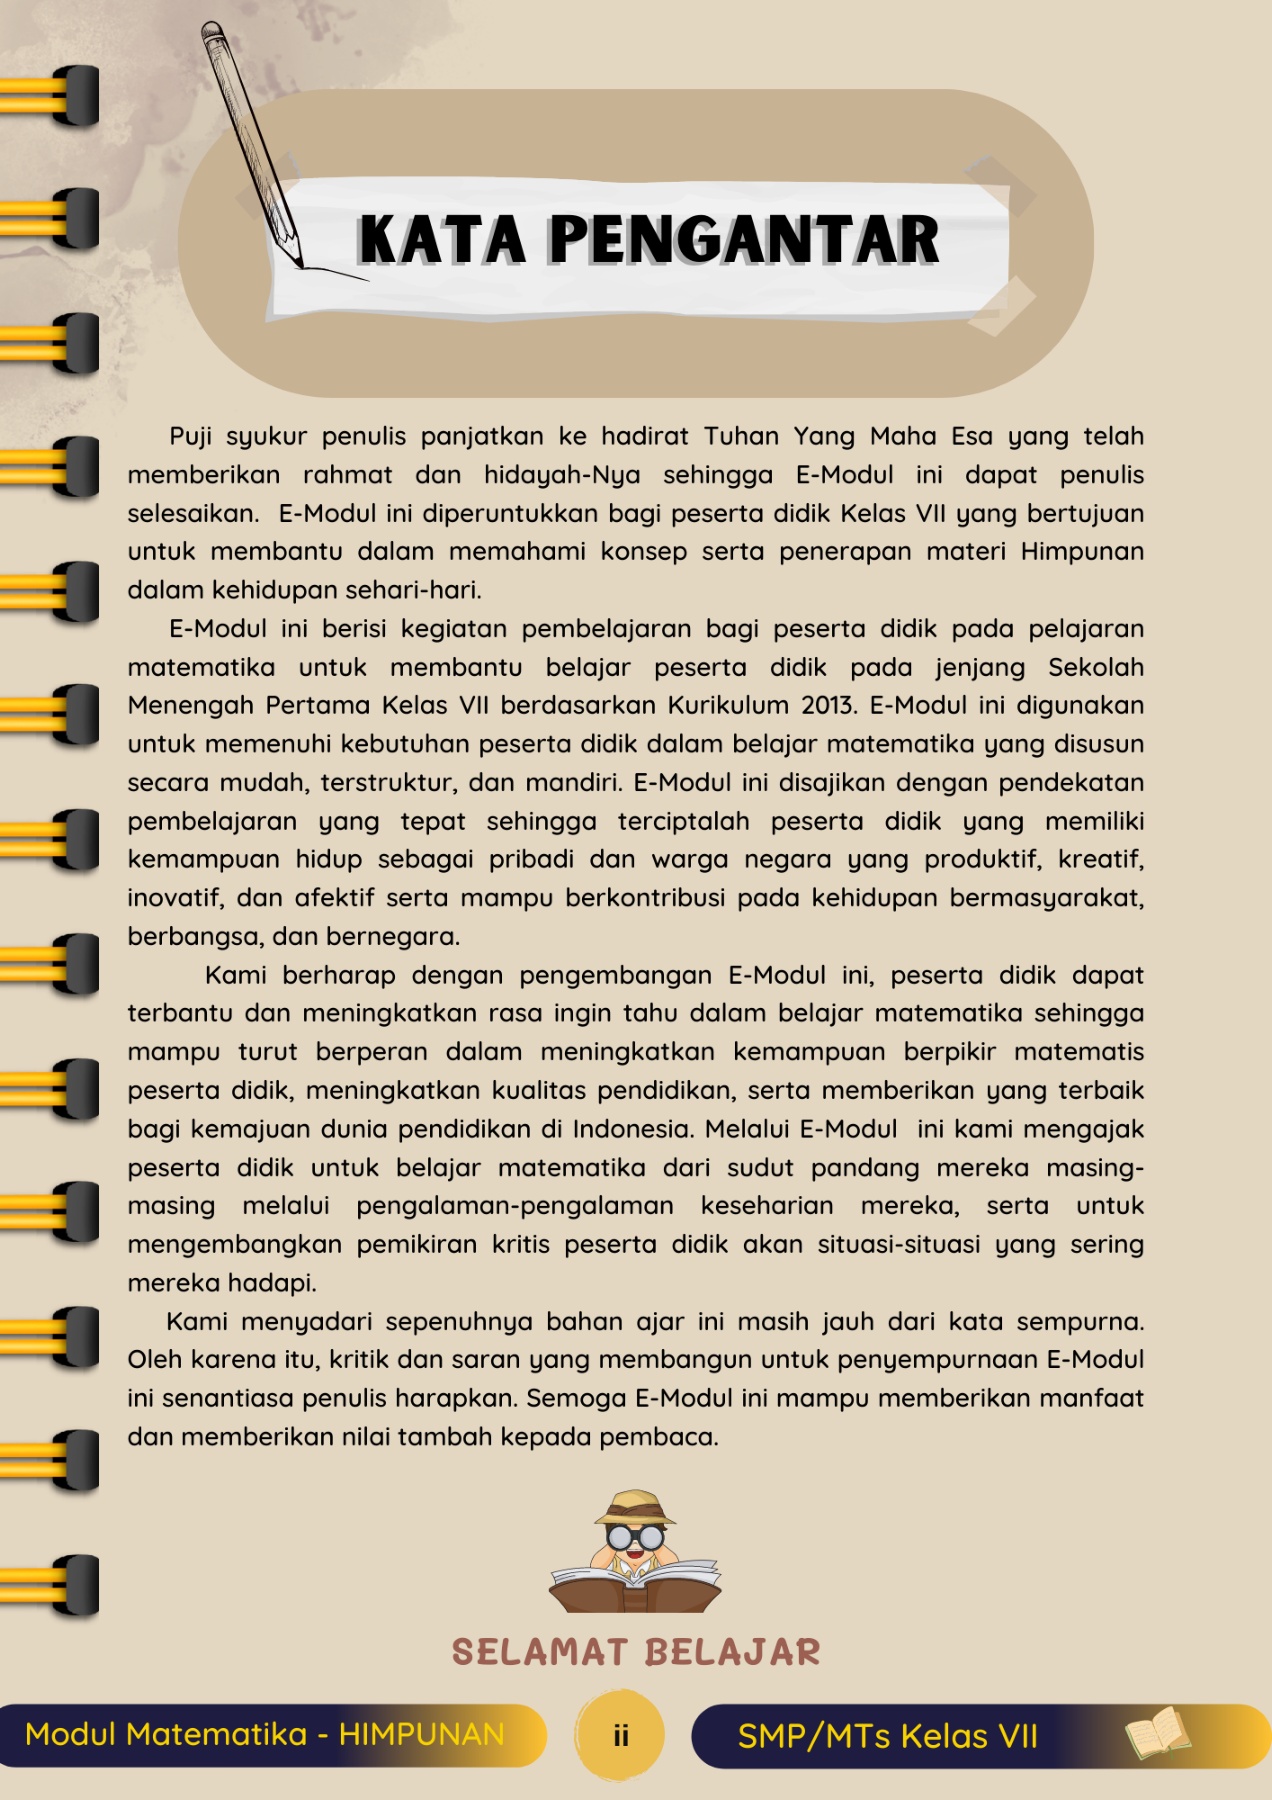 KATA PENGANTAR
Puji syukur penulis panjatkan ke hadirat Tuhan Yang Maha Esa yang telah
memberikan rahmat dan hidayah-Nya sehingga E-Modul ini dapat penulis
selesaikan. E-Modul ini diperuntukkan bagi peserta didik Kelas VII yang bertujuan
untuk membantu dalam memahami konsep serta penerapan materi Himpunan
dalam kehidupan sehari-hari.
E-Modul ini berisi kegiatan pembelajaran bagi peserta didik pada pelajaran
matematika untuk membantu belajar peserta didik pada jenjang Sekolah
Menengah Pertama Kelas VII berdasarkan Kurikulum 2013. E-Modul ini digunakan
untuk memenuhi kebutuhan peserta didik dalam belajar matematika yang disusun
secara mudah, terstruktur, dan mandiri. E-Modul ini disajikan dengan pendekatan
pembelajaran yang tepat sehingga terciptalah peserta didik yang memiliki
kemampuan hidup sebagai pribadi dan warga negara yang produktif, kreatif,
inovatif, dan afektif serta mampu berkontribusi pada kehidupan bermasyarakat,
berbangsa, dan bernegara.
Kami berharap dengan pengembangan E-Modul ini, peserta didik dapat
terbantu dan meningkatkan rasa ingin tahu dalam belajar matematika sehingga
mampu turut berperan dalam meningkatkan kemampuan berpikir matematis
peserta didik, meningkatkan kualitas pendidikan, serta memberikan yang terbaik
bagi kemajuan dunia pendidikan di Indonesia. Melalui E-Modul ini kami mengajak
peserta didik untuk belajar matematika dari sudut pandang mereka masing-
masing melalui pengalaman-pengalaman keseharian mereka, serta untuk
mengembangkan pemikiran kritis peserta didik akan situasi-situasi yang sering
mereka hadapi.
Kami menyadari sepenuhnya bahan ajar ini masih jauh dari kata sempurna.
Oleh karena itu, kritik dan saran yang membangun untuk penyempurnaan E-Modul
ini senantiasa penulis harapkan. Semoga E-Modul ini mampu memberikan manfaat
dan memberikan nilai tambah kepada pembaca.
SELAMAT BELAJAR
Modul Matematika - HIMPUNAN
ii
SMP/MTs Kelas VII